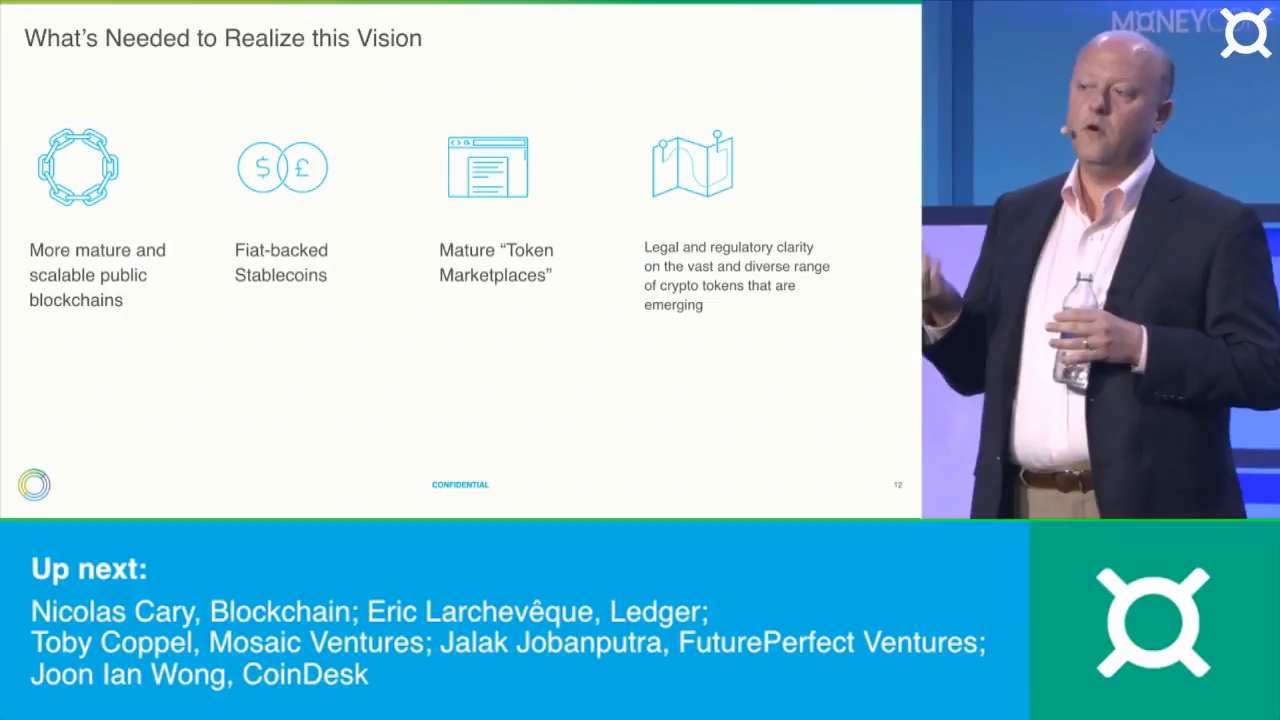 What's Needed to Realize this Vision
More mature and
scalable public
blockchains
Fiat-backed
Stablecoins
Mature “Token
Marketplaces”
Legal and regulatory clarity
on the vast and diverse range
of crypto tokens that are
emerging
$ £
CONFIDENTIAL
12
MONEYCON
Up next:
Nicolas Cary, Blockchain; Eric Larchevêque, Ledger;
Toby Coppel, Mosaic Ventures; Jalak Jobanputra, FuturePerfect Ventures;
Joon Ian Wong, CoinDesk